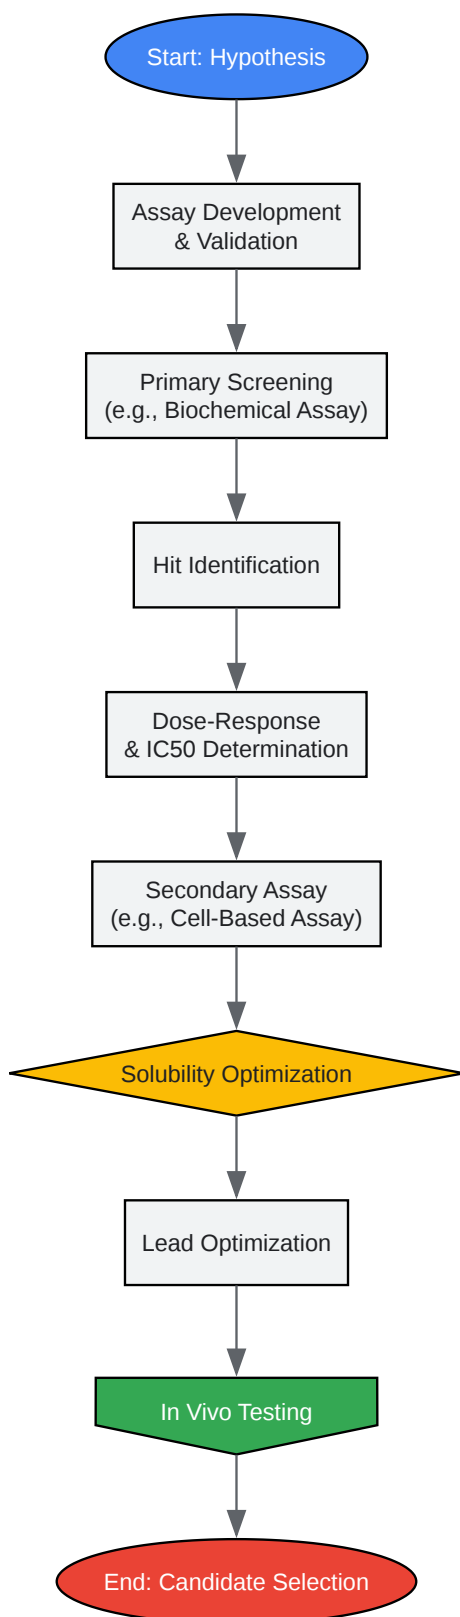 Start: Hypothesis
Assay Development
& Validation
Primary Screening
(e.g., Biochemical Assay)
Hit Identification
Dose-Response
& IC50 Determination
Secondary Assay
(e.g., Cell-Based Assay)
Solubility Optimization
Lead Optimization
In Vivo Testing
End: Candidate Selection